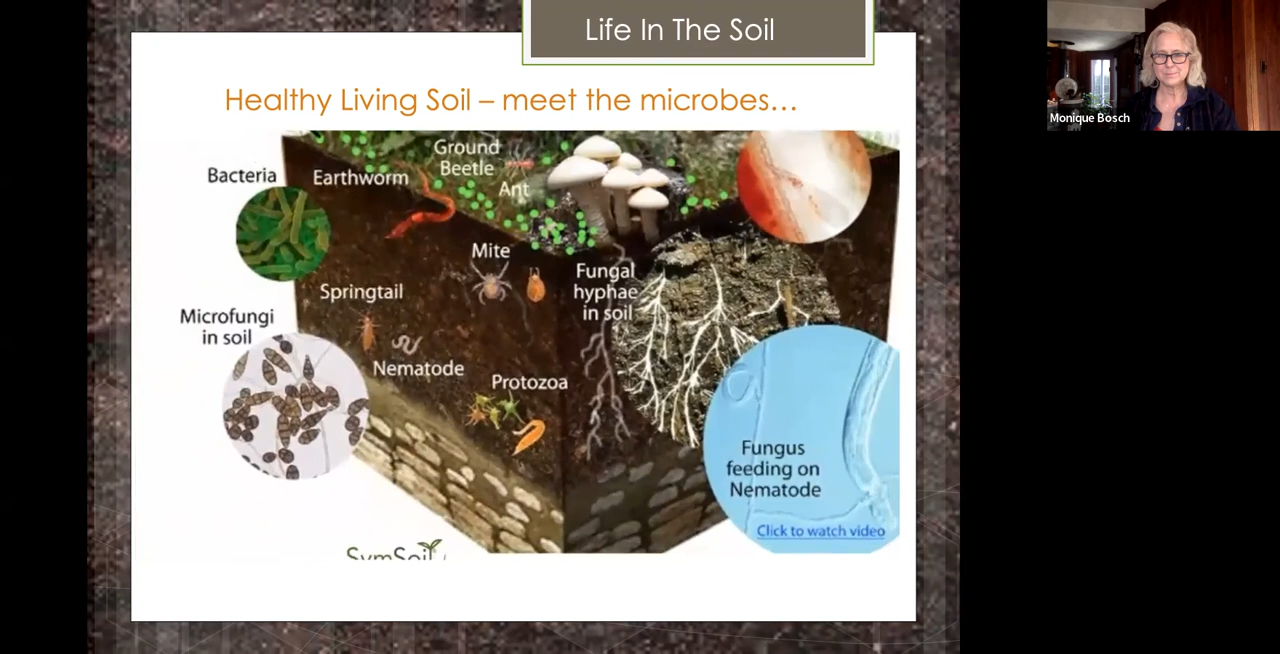 Life In The Soil
Monique Bosch
Healthy Living Soil – meet the microbes…
Bacteria
Earthworm
Ground
Beetle
Ant
Mite
Springtail
Fungal
hyphae
in soil
Microfungi
in soil
Nematode
Protozoa
Fungus
feeding on
Nematode
Click to watch video
SymSoil